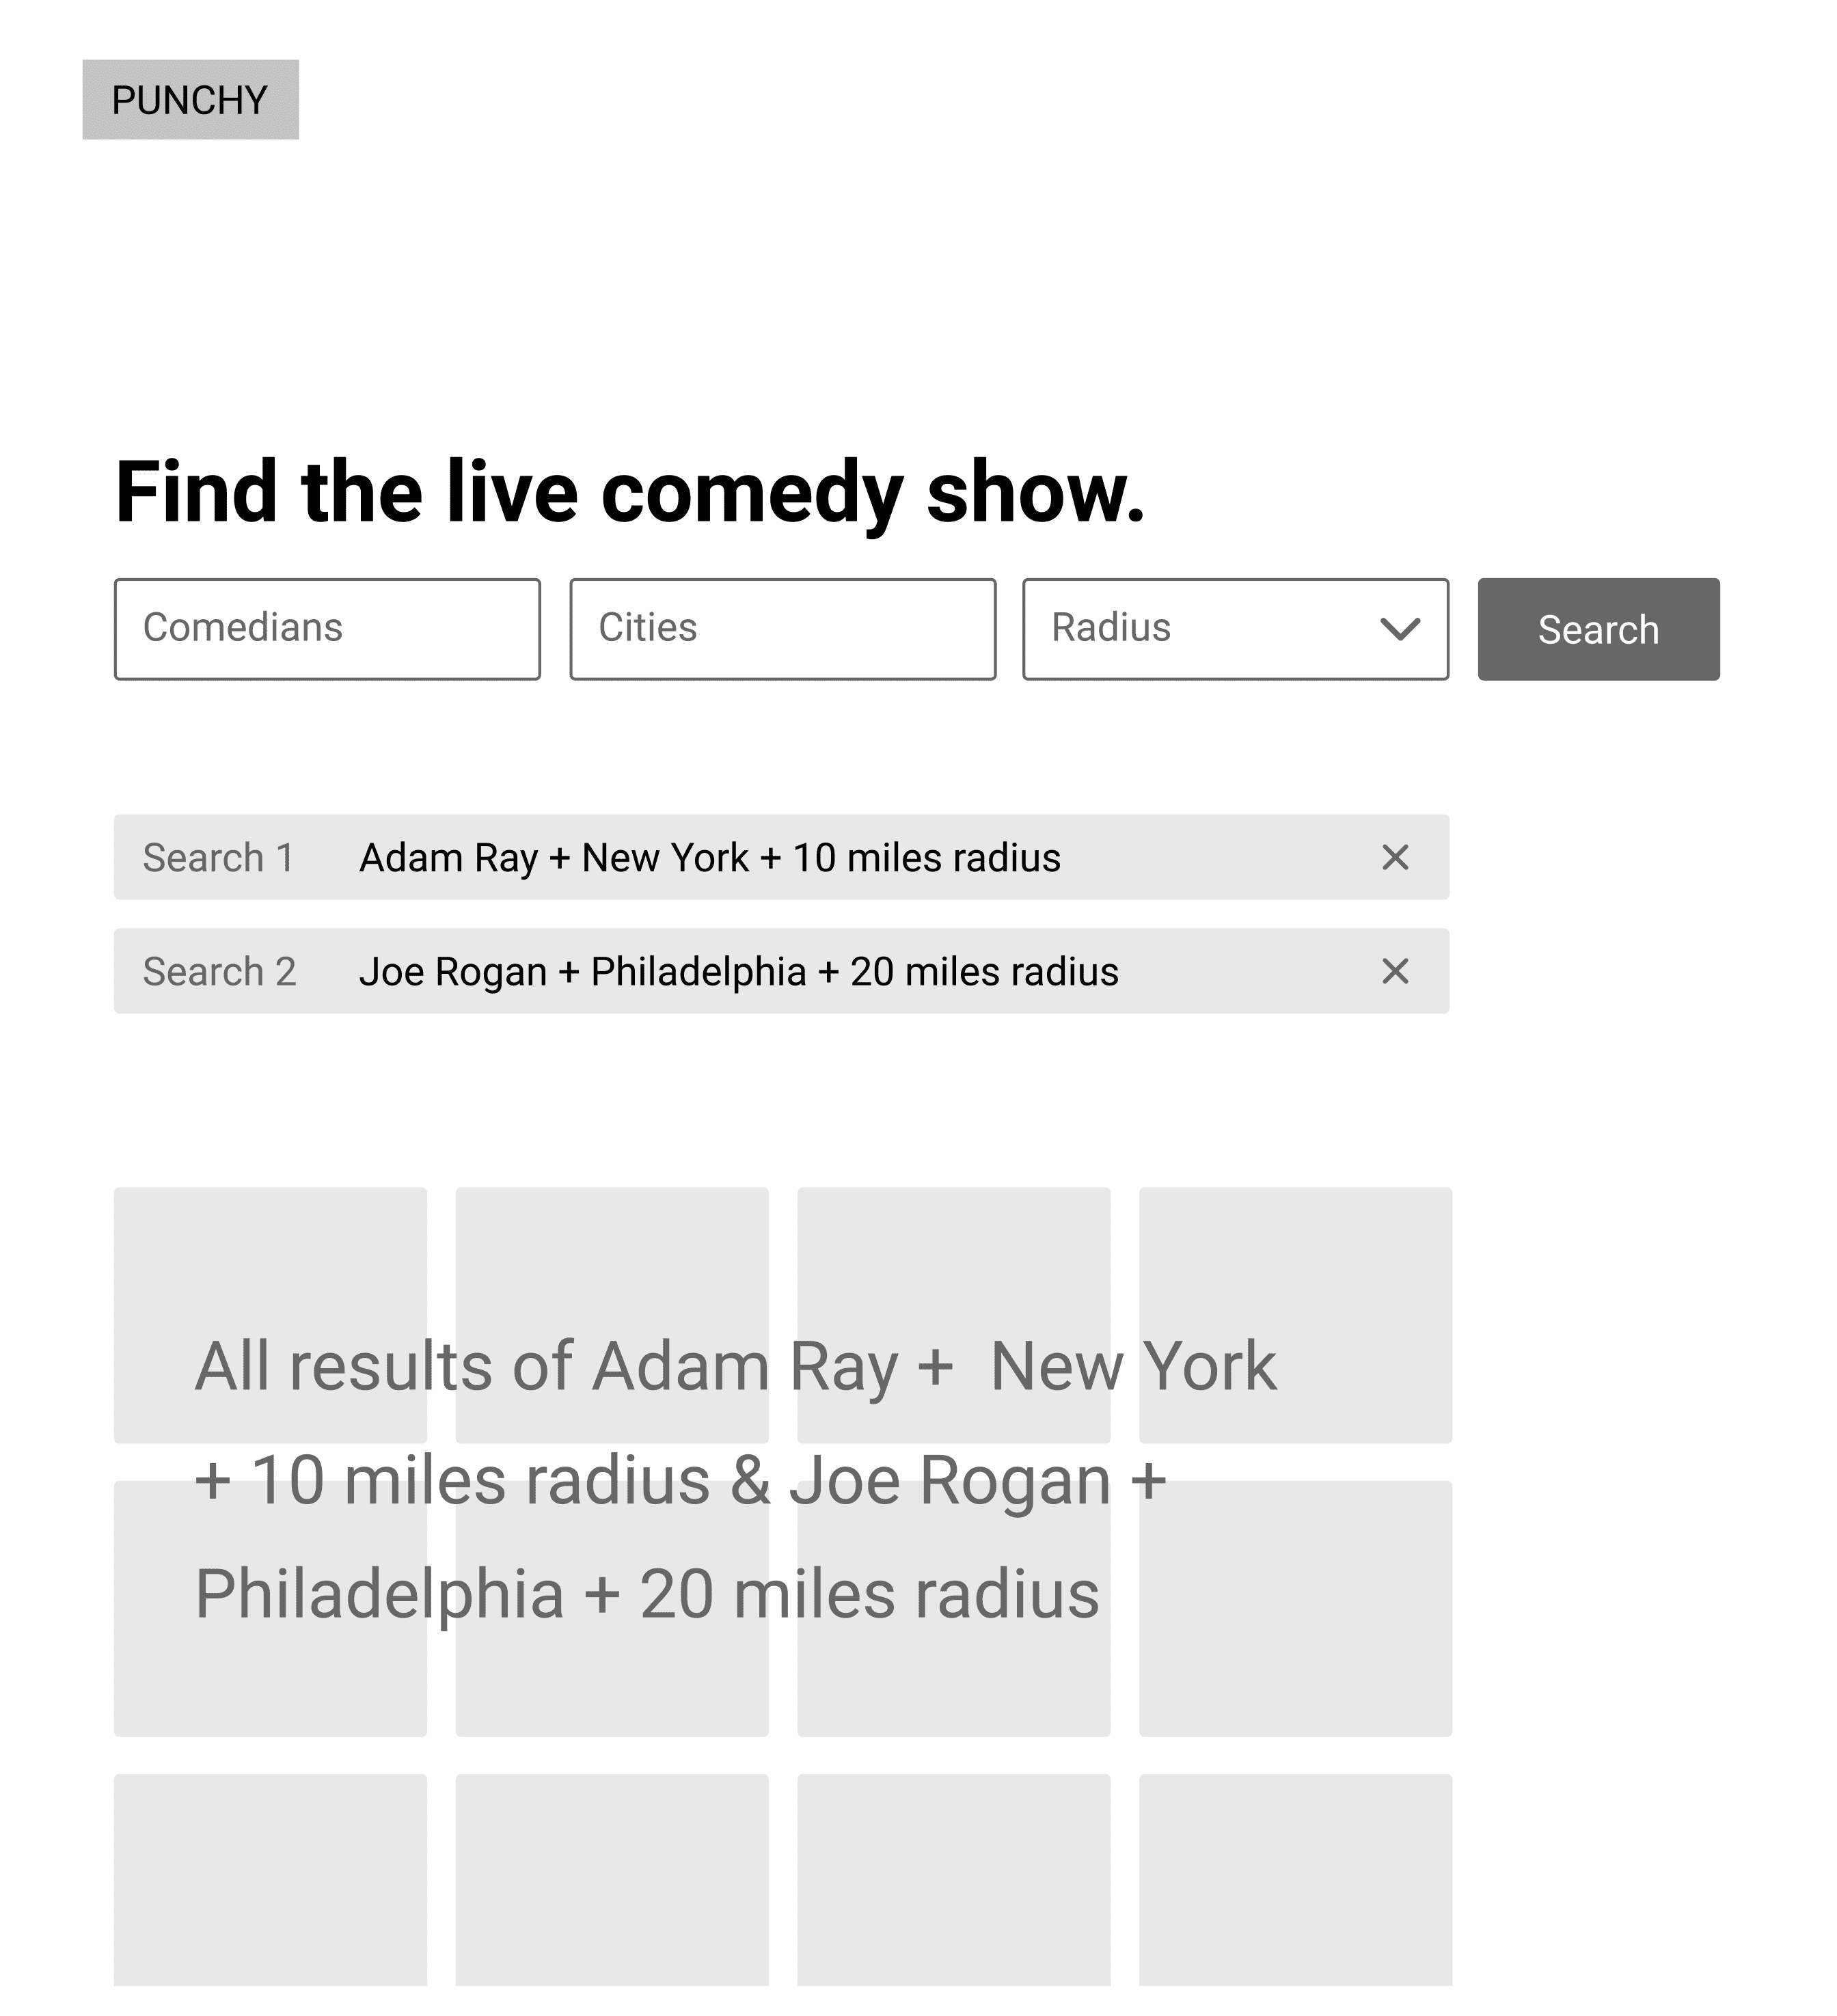 PUNCHY
Find the live comedy show.
Comedians
Cities
Radius
Search
Search 1 Adam Ray + New York + 10 miles radius
Search 2 Joe Rogan + Philadelphia + 20 miles radius
All results of Adam Ray + New York
+ 10 miles radius & Joe Rogan +
Philadelphia + 20 miles radius